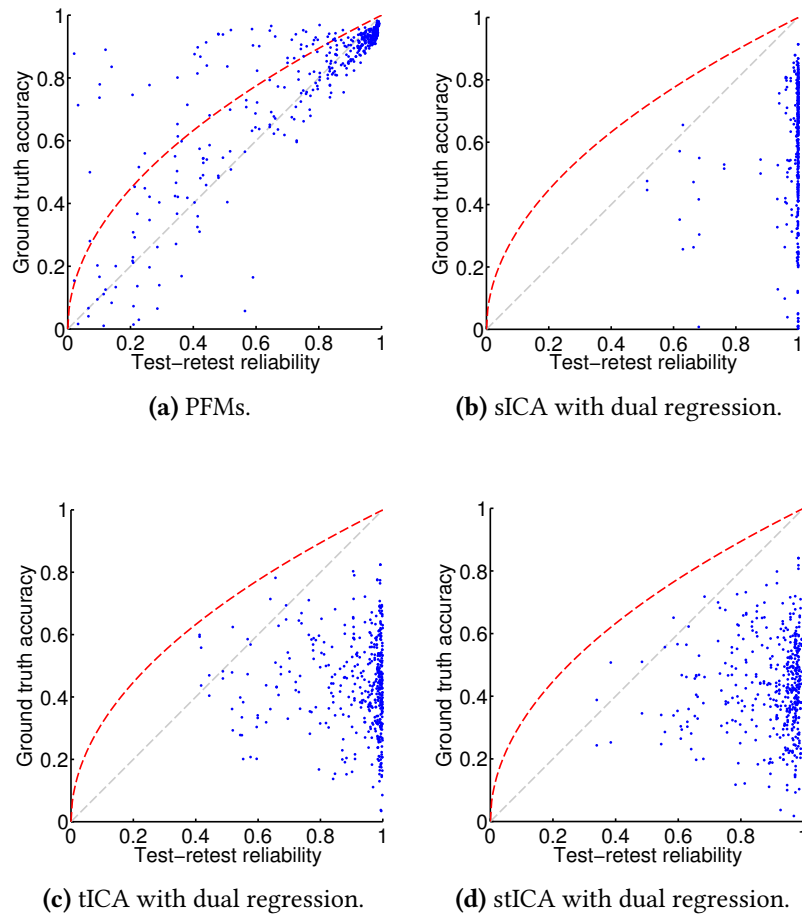 1
0.8
0.6
0.4
0.2
0
0 0.2 0.4 0.6 0.8 1
Ground truth accuracy
Test−retest reliability
(a) PFMs.
1
0.8
0.6
0.4
0.2
0
0 0.2 0.4 0.6 0.8 1
Ground truth accuracy
Test−retest reliability
(b) sICA with dual regression.
1
0.8
0.6
0.4
0.2
0
0 0.2 0.4 0.6 0.8 1
Ground truth accuracy
Test−retest reliability
(c) tICA with dual regression.
1
0.8
0.6
0.4
0.2
0
0 0.2 0.4 0.6 0.8 1
Ground truth accuracy
Test−retest reliability
(d) stICA with dual regression.